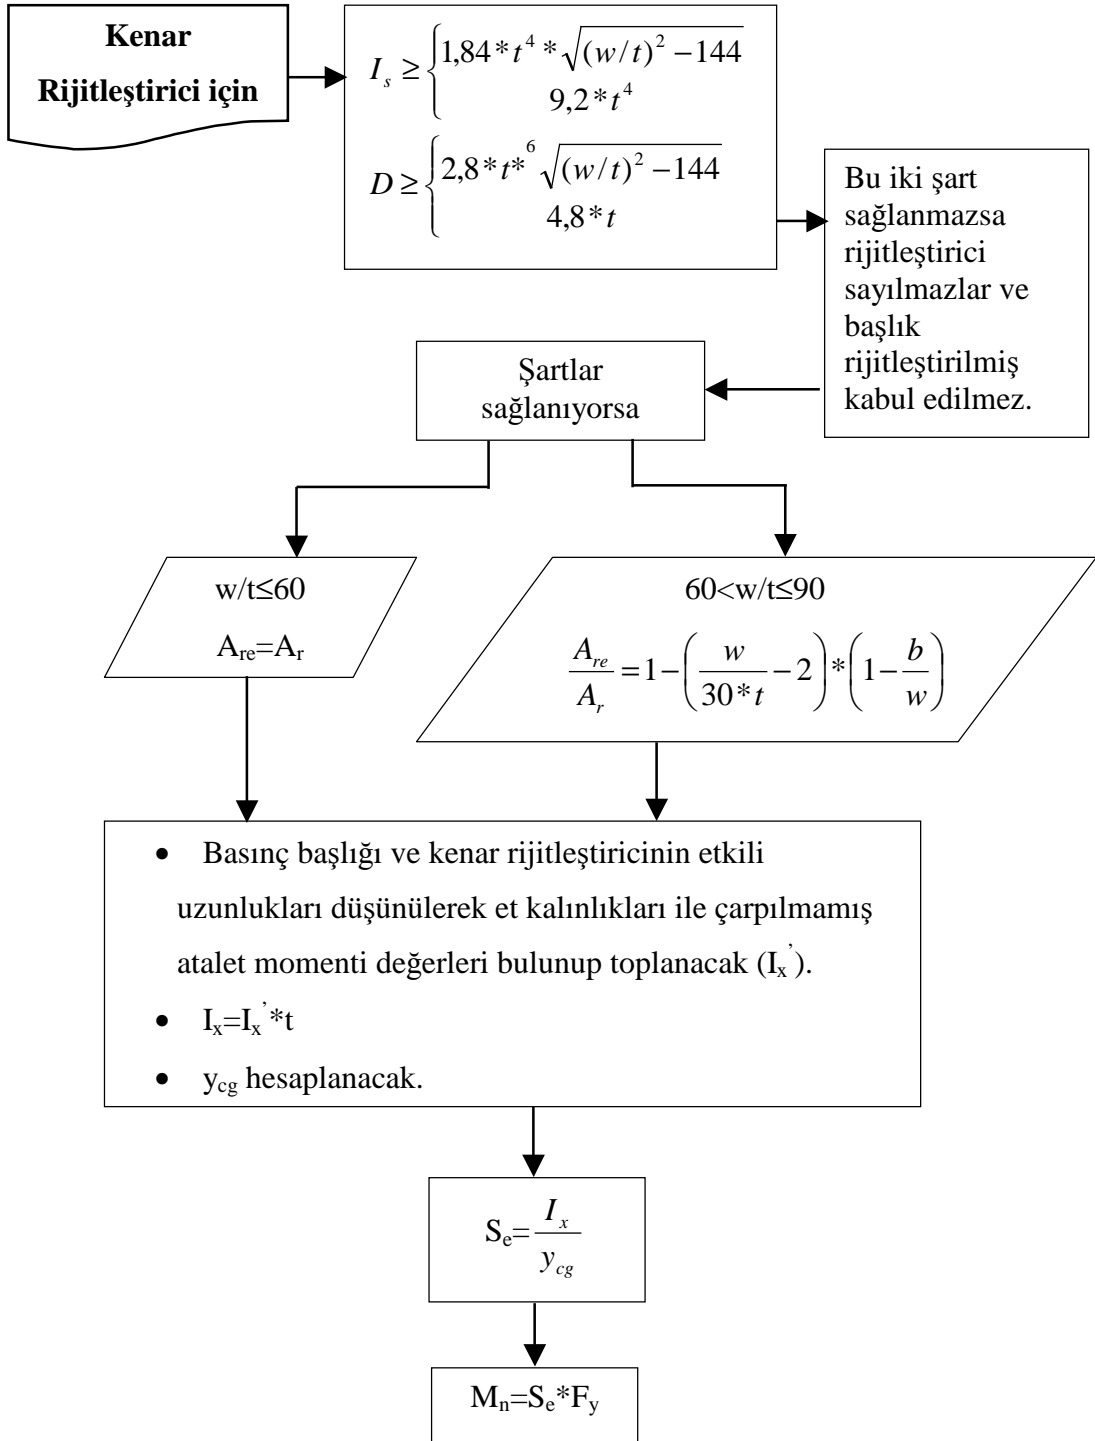 Kenar
Rijitleştirici için
I_s ≥ { 1,84*t^4*√((w/t)^2−144)
9,2*t^4
D ≥ { 2,8*t*^6√((w/t)^2−144)
4,8*t
Bu iki şart
sağlanmazsa
rijitleştirici
sayılmazlar ve
başlık
rijitleştirilmiş
kabul edilmez.
Şartlar
sağlanıyorsa
w/t≤60
A_re=A_r
60<w/t≤90
A_re/A_r = 1−(w/(30*t)−2)*(1−b/w)
• Basınç başlığı ve kenar rijitleştiricinin etkili
uzunlukları düşünülerek et kalınlıkları ile çarpılmamış
atalet momenti değerleri bulunup toplanacak (I_x’).
• I_x=I_x’*t
• y_cg hesaplanacak.
S_e=I_x/y_cg
M_n=S_e*F_y